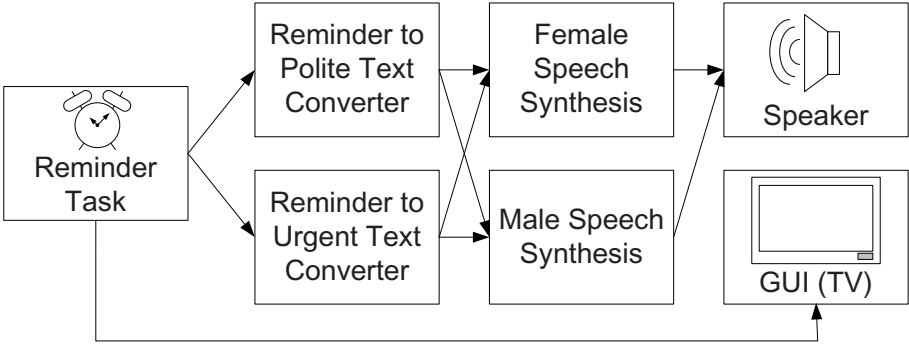 Reminder
Task
Reminder to
Polite Text
Converter
Reminder to
Urgent Text
Converter
Female
Speech
Synthesis
Male Speech
Synthesis
Speaker
GUI (TV)